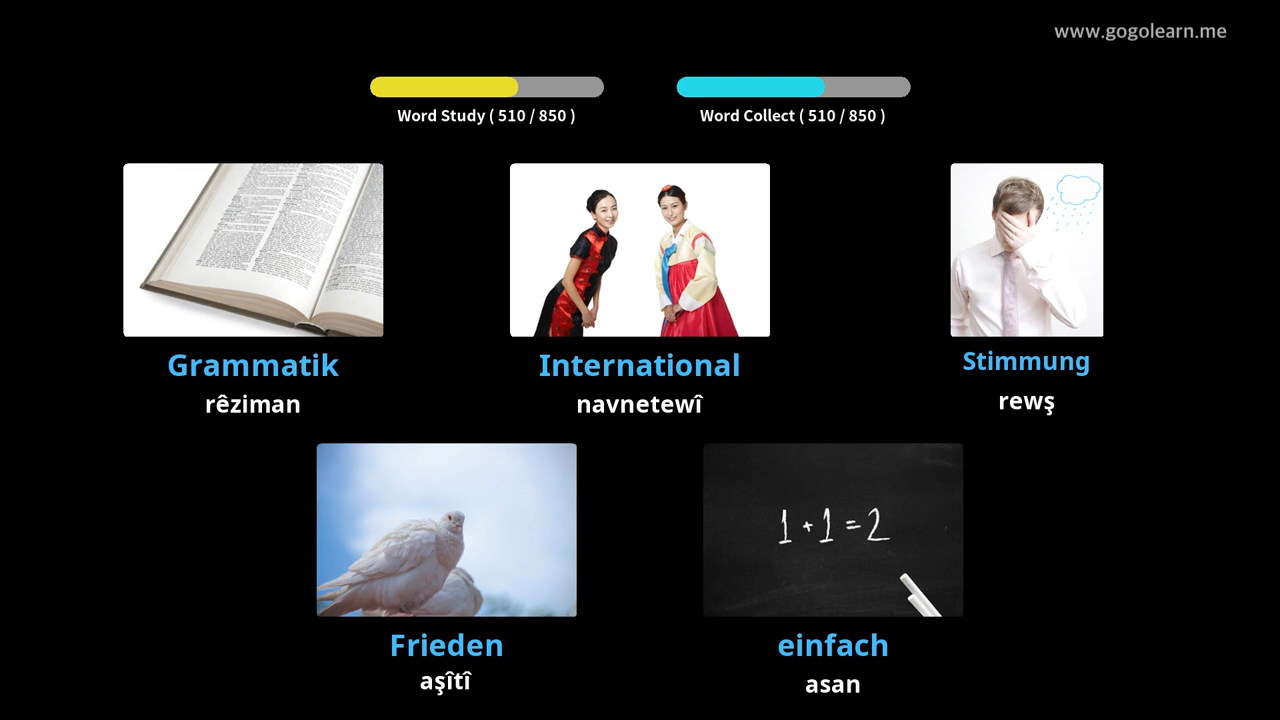 www.gogolearn.me
Word Study ( 510 / 850 )
Word Collect ( 510 / 850 )
Grammatik
rêziman
International
navnetewî
Stimmung
rewş
Frieden
aşîtî
1 + 1 = 2
einfach
asan